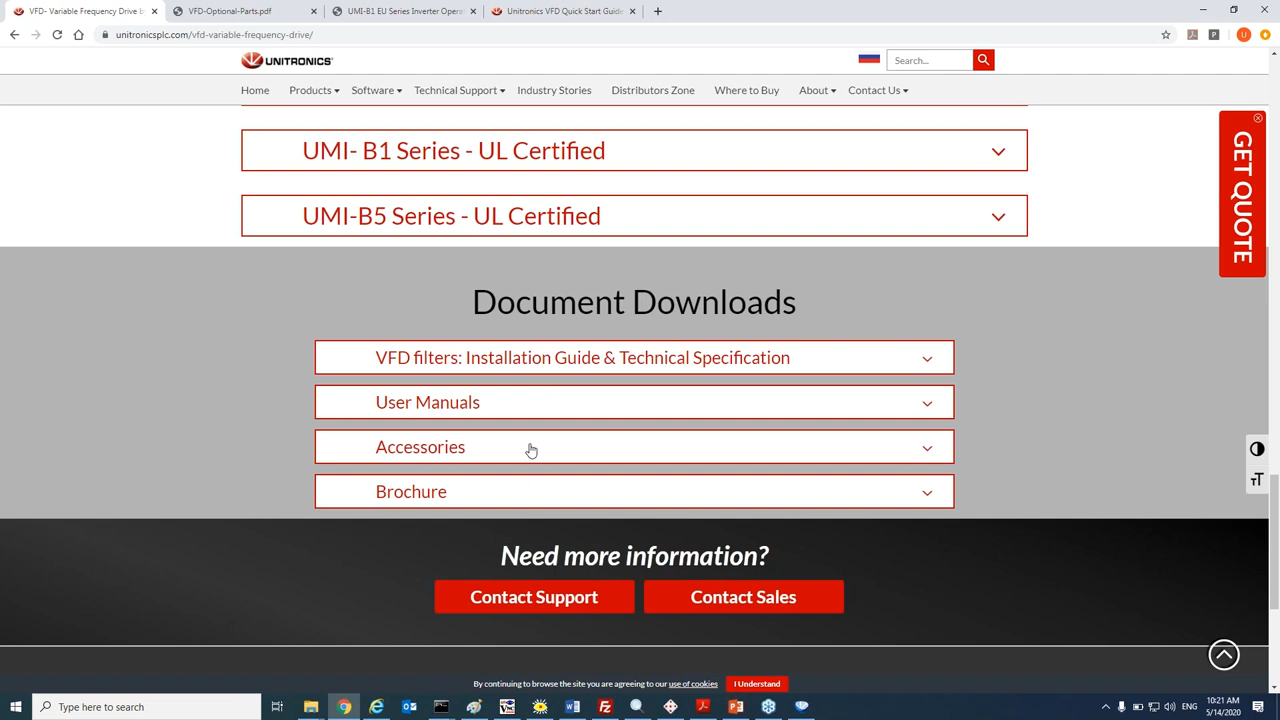 VFD- Variable Frequency Drive b
VFD-Optional-Parts.pdf
UMI-B1 EU Series Inverter Opera
Unitronics VFD Quick Start Guide
unitronicsplc.com/vfd-variable-frequency-drive/
UNITRONICS
Search...
Home
Products
Software
Technical Support
Industry Stories
Distributors Zone
Where to Buy
About
Contact Us
GET QUOTE
UMI- B1 Series - UL Certified
UMI-B5 Series - UL Certified
Document Downloads
VFD filters: Installation Guide & Technical Specification
User Manuals
Accessories
Brochure
Need more information?
Contact Support
Contact Sales
By continuing to browse the site you are agreeing to our use of cookies
I Understand
Type here to search
ENG
10:21 AM
5/14/2020